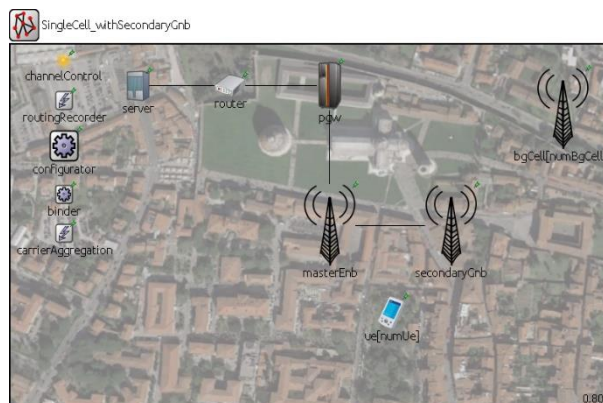 SingleCell_withSecondaryGnb
channelControl
server
router
pgw
routingRecorder
bgCell[numBgCell
configurator
binder
carrierAggregation
masterEnb
secondaryGnb
ue[numUe]
0.80